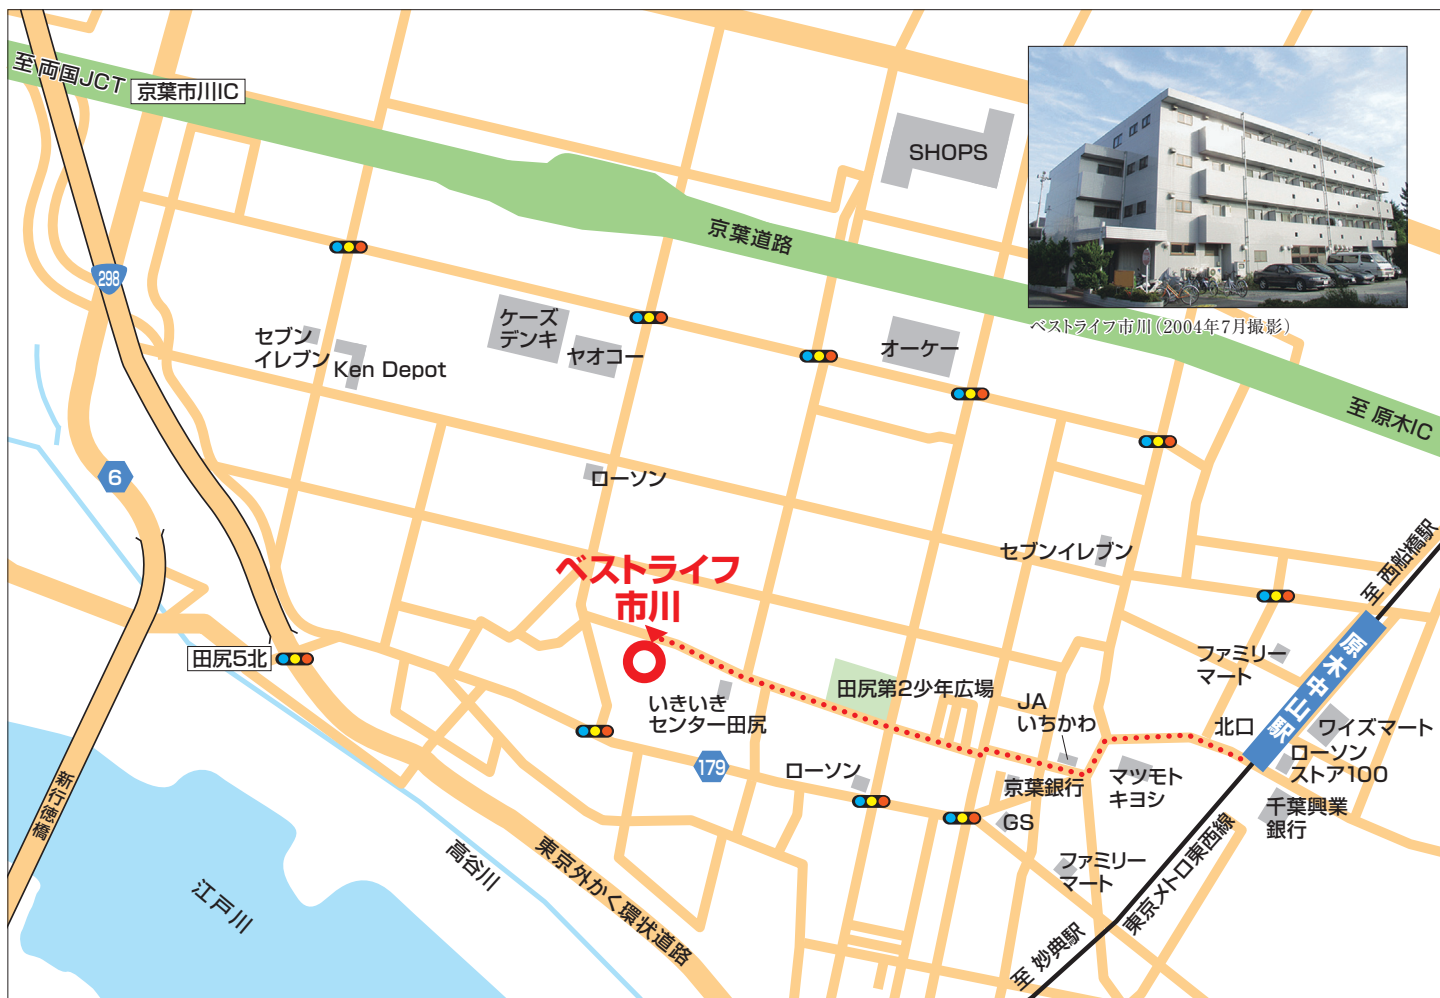 至 両国JCT
京葉市川IC
SHOPS
京葉道路
ベストライフ市川（2004年7月撮影）
298
セブン
イレブン
Ken Depot
ケーズ
デンキ
ヤオコー
オーケー
至 原木IC
6
ローソン
セブンイレブン
至 西船橋駅
ベストライフ
市川
田尻5北
ファミリー
マート
原木中山駅
いきいき
センター田尻
田尻第2少年広場
JA
いちかわ
北口
ワイズマート
ローソン
ストア100
179
ローソン
京葉銀行
マツモト
キヨシ
GS
千葉興業
銀行
新行徳橋
高谷川
東京外かく環状道路
ファミリー
マート
東京メトロ東西線
江戸川
至 妙典駅